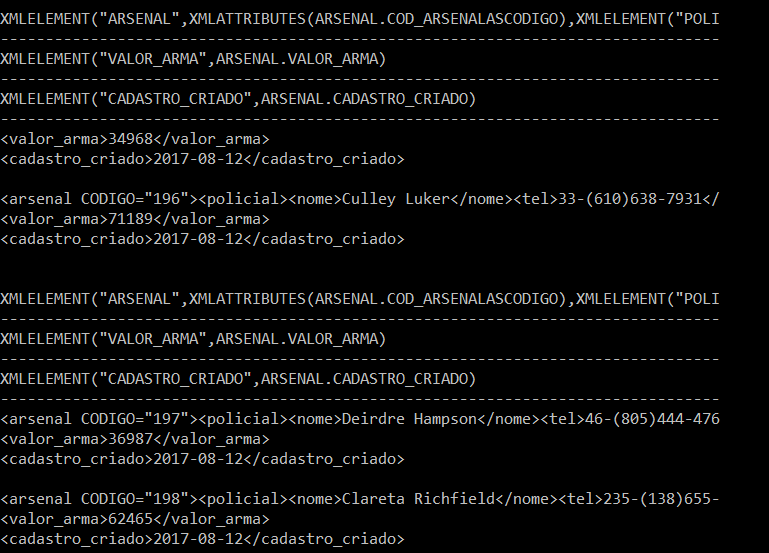 XMLELEMENT("ARSENAL",XMLATTRIBUTES(ARSENAL.COD_ARSENALASCODIGO),XMLELEMENT("POLI
--------------------------------------------------------------------------------
XMLELEMENT("VALOR_ARMA",ARSENAL.VALOR_ARMA)
--------------------------------------------------------------------------------
XMLELEMENT("CADASTRO_CRIADO",ARSENAL.CADASTRO_CRIADO)
--------------------------------------------------------------------------------
<valor_arma>34968</valor_arma>
<cadastro_criado>2017-08-12</cadastro_criado>
<arsenal CODIGO="196"><policial><nome>Culley Luker</nome><tel>33-(610)638-7931</
<valor_arma>71189</valor_arma>
<cadastro_criado>2017-08-12</cadastro_criado>
XMLELEMENT("ARSENAL",XMLATTRIBUTES(ARSENAL.COD_ARSENALASCODIGO),XMLELEMENT("POLI
--------------------------------------------------------------------------------
XMLELEMENT("VALOR_ARMA",ARSENAL.VALOR_ARMA)
--------------------------------------------------------------------------------
XMLELEMENT("CADASTRO_CRIADO",ARSENAL.CADASTRO_CRIADO)
--------------------------------------------------------------------------------
<arsenal CODIGO="197"><policial><nome>Deirdre Hampson</nome><tel>46-(805)444-476
<valor_arma>36987</valor_arma>
<cadastro_criado>2017-08-12</cadastro_criado>
<arsenal CODIGO="198"><policial><nome>Clareta Richfield</nome><tel>235-(138)655-
<valor_arma>62465</valor_arma>
<cadastro_criado>2017-08-12</cadastro_criado>